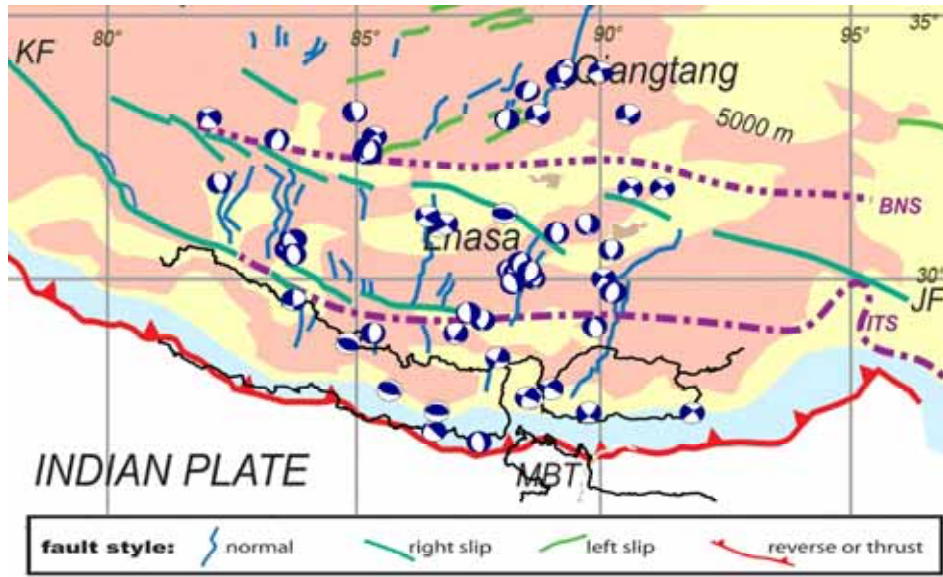 80° 85° 90° 95° 35°
KF
Qiangtang
5000 m
BNS
Lhasa
30°
JF
ITS
INDIAN PLATE
MBT
fault style: normal right slip left slip reverse or thrust